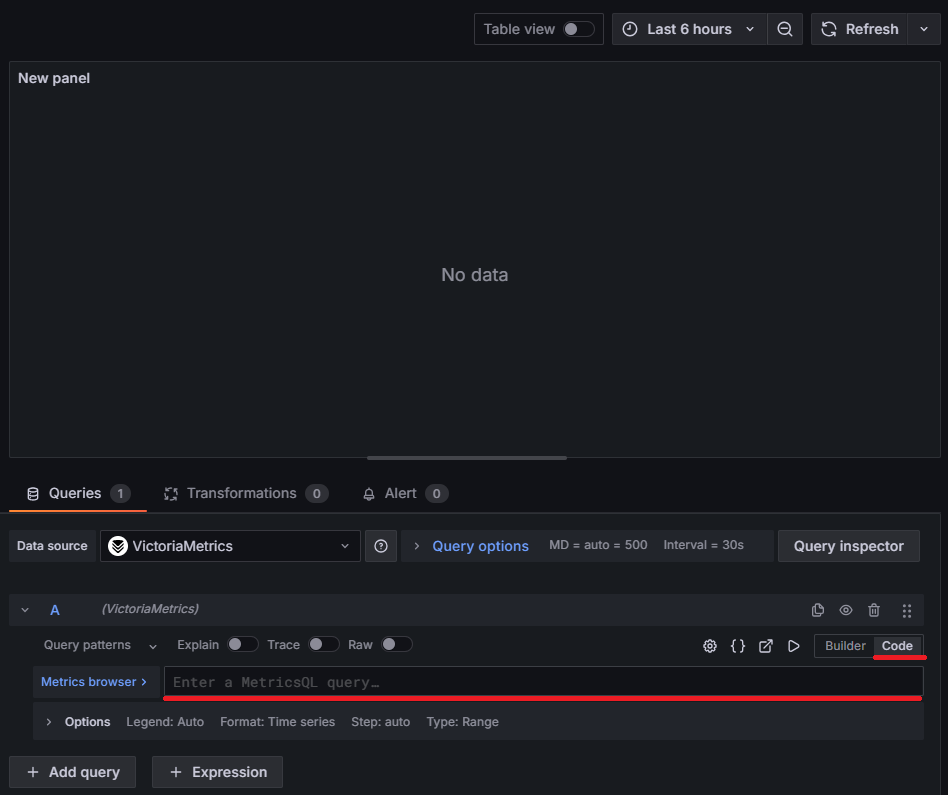 Table view Last 6 hours Refresh
New panel
No data
Queries 1 Transformations 0 Alert 0
Data source VictoriaMetrics Query options MD = auto = 500 Interval = 30s Query inspector
A (VictoriaMetrics)
Query patterns Explain Trace Raw {} Builder Code
Metrics browser > Enter a MetricsQL query…
> Options Legend: Auto Format: Time series Step: auto Type: Range
+ Add query + Expression